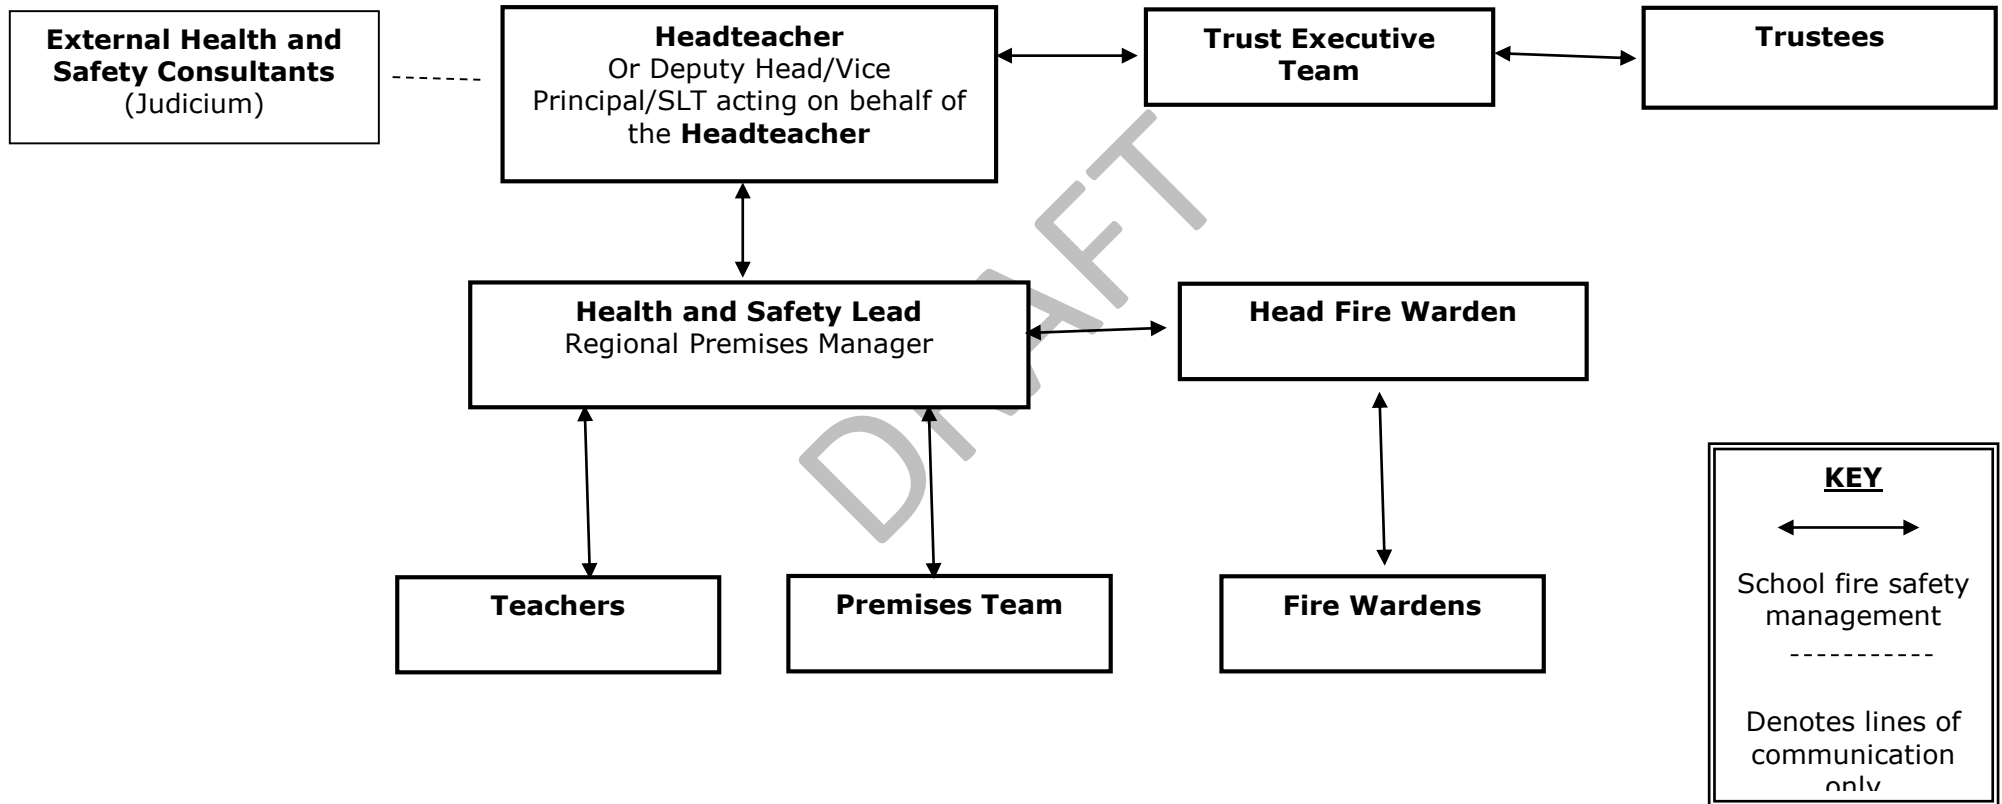 External Health and
Safety Consultants
(Judicium)
Headteacher
Or Deputy Head/Vice
Principal/SLT acting on behalf of
the Headteacher
Trust Executive
Team
Trustees
DRAFT
Health and Safety Lead
Regional Premises Manager
Head Fire Warden
Teachers
Premises Team
Fire Wardens
KEY
School fire safety
management
Denotes lines of
communication
only